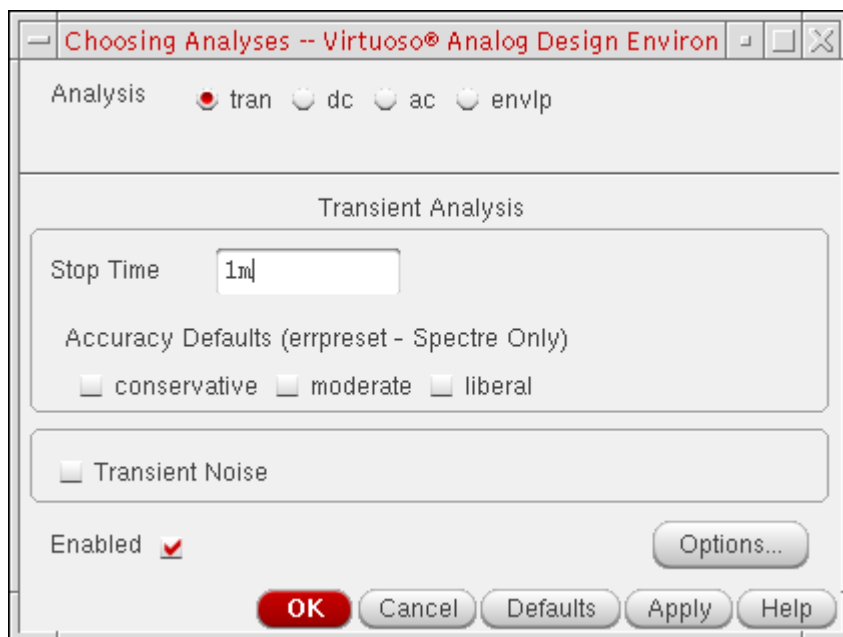 Choosing Analyses -- Virtuoso® Analog Design Environ
Analysis tran dc ac envlp
Transient Analysis
Stop Time 1m
Accuracy Defaults (errpreset - Spectre Only)
conservative moderate liberal
Transient Noise
Enabled Options...
OK Cancel Defaults Apply Help